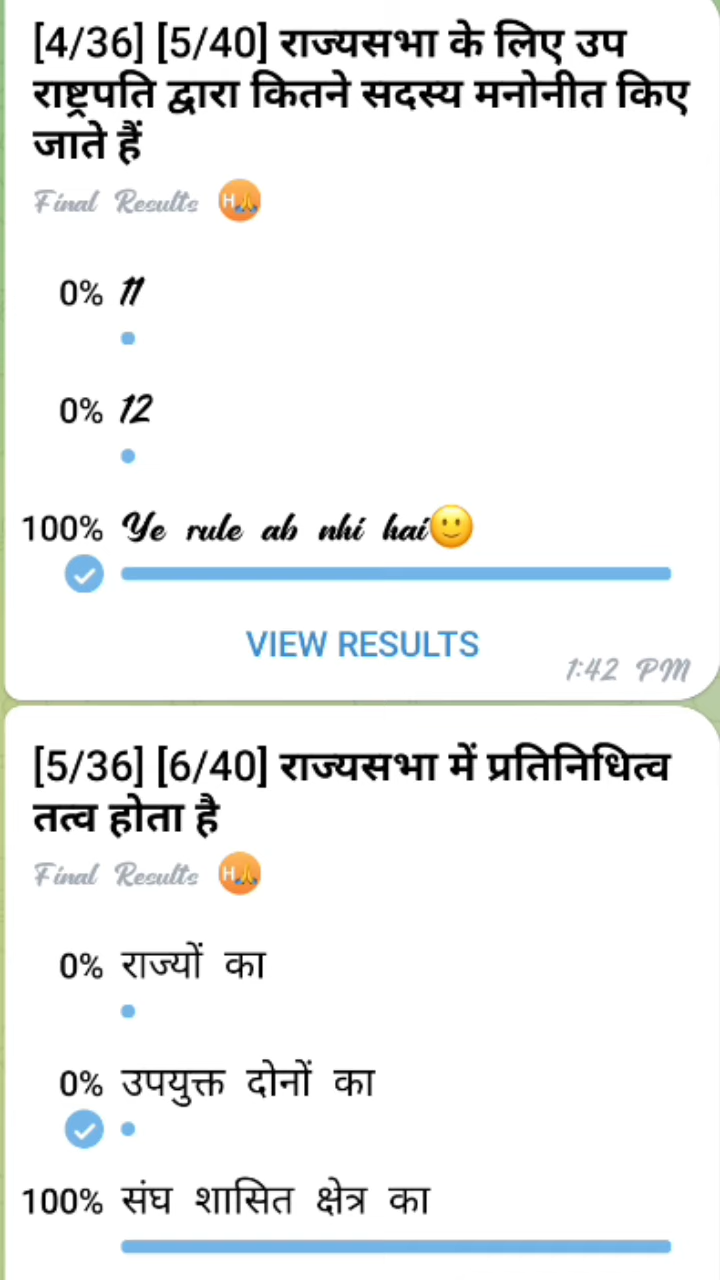 [4/36] [5/40] राज्यसभा के लिए उप
राष्ट्रपति द्वारा कितने सदस्य मनोनीत किए
जाते हैं
Final Results H🙏
0% 11
0% 12
100% Ye rule ab nhi hai🙂
VIEW RESULTS
1:42 PM
[5/36] [6/40] राज्यसभा में प्रतिनिधित्व
तत्व होता है
Final Results H🙏
0% राज्यों का
0% उपयुक्त दोनों का
100% संघ शासित क्षेत्र का